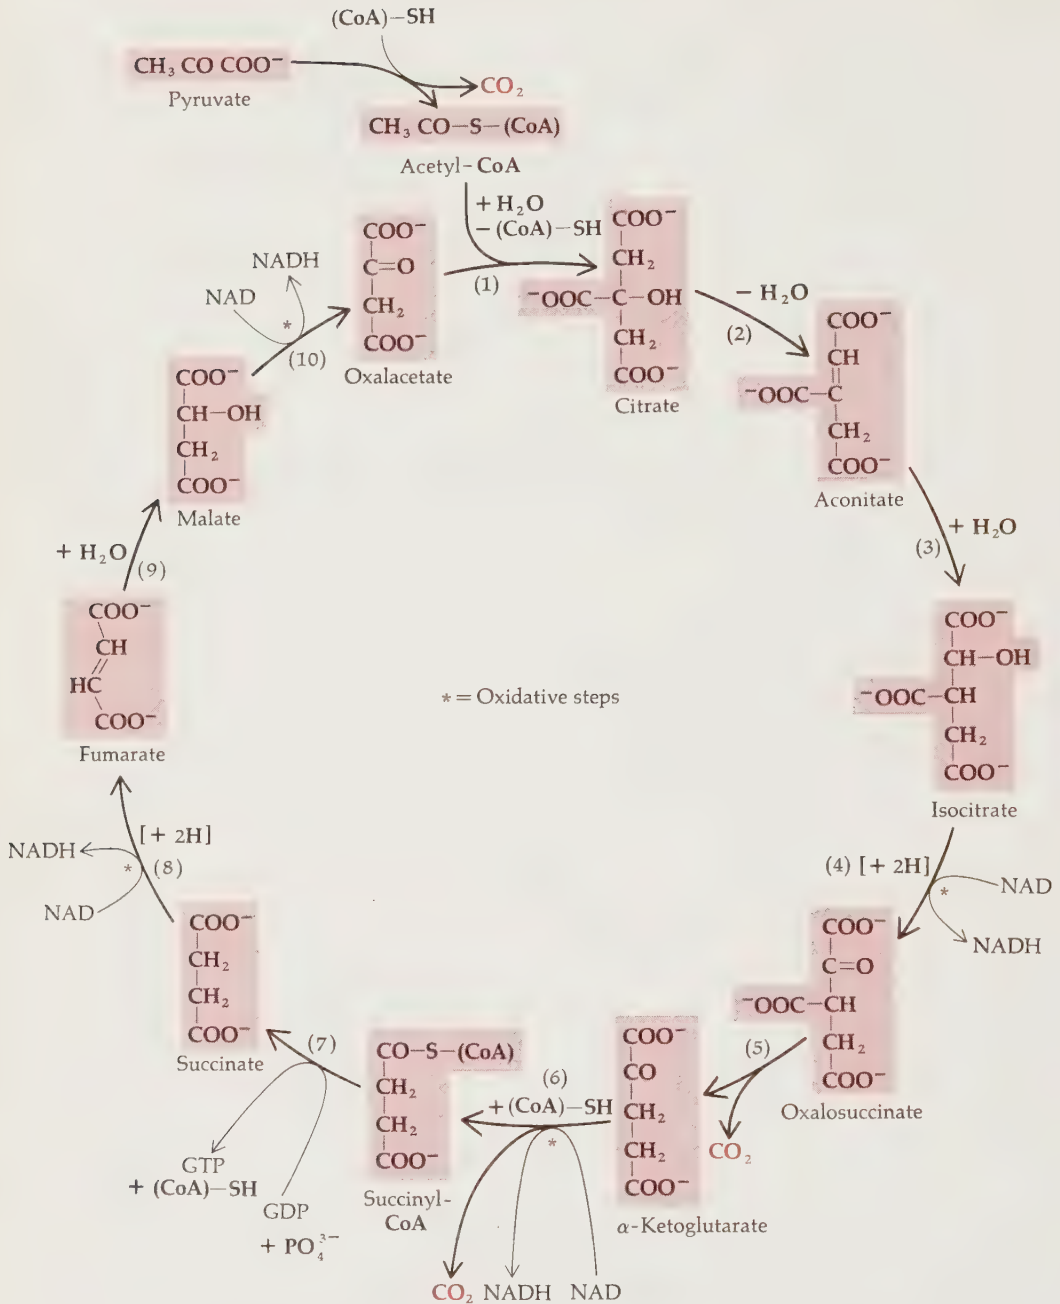 (CoA)–SH
CH₃ CO COO⁻
Pyruvate
CO₂
CH₃ CO–S–(CoA)
Acetyl-CoA
+ H₂O
– (CoA)–SH
(1)
COO⁻
CH₂
⁻OOC–C–OH
CH₂
COO⁻
Citrate
– H₂O
(2)
COO⁻
CH
⁻OOC–C
CH₂
COO⁻
Aconitate
+ H₂O
(3)
COO⁻
CH–OH
⁻OOC–CH
CH₂
COO⁻
Isocitrate
(4) [+ 2H]
*
NAD
NADH
COO⁻
C=O
⁻OOC–CH
CH₂
COO⁻
Oxalosuccinate
(5)
CO₂
COO⁻
CO
CH₂
CH₂
COO⁻
α-Ketoglutarate
(6)
+ (CoA)–SH
*
CO₂ NADH NAD
CO–S–(CoA)
CH₂
CH₂
COO⁻
Succinyl-
CoA
(7)
GTP
+ (CoA)–SH
GDP
+ PO₄³⁻
COO⁻
CH₂
CH₂
COO⁻
Succinate
[+ 2H]
(8)
*
NADH
NAD
COO⁻
CH
HC
COO⁻
Fumarate
+ H₂O
(9)
COO⁻
CH–OH
CH₂
COO⁻
Malate
NADH
NAD
*
(10)
COO⁻
C=O
CH₂
COO⁻
Oxalacetate
* = Oxidative steps